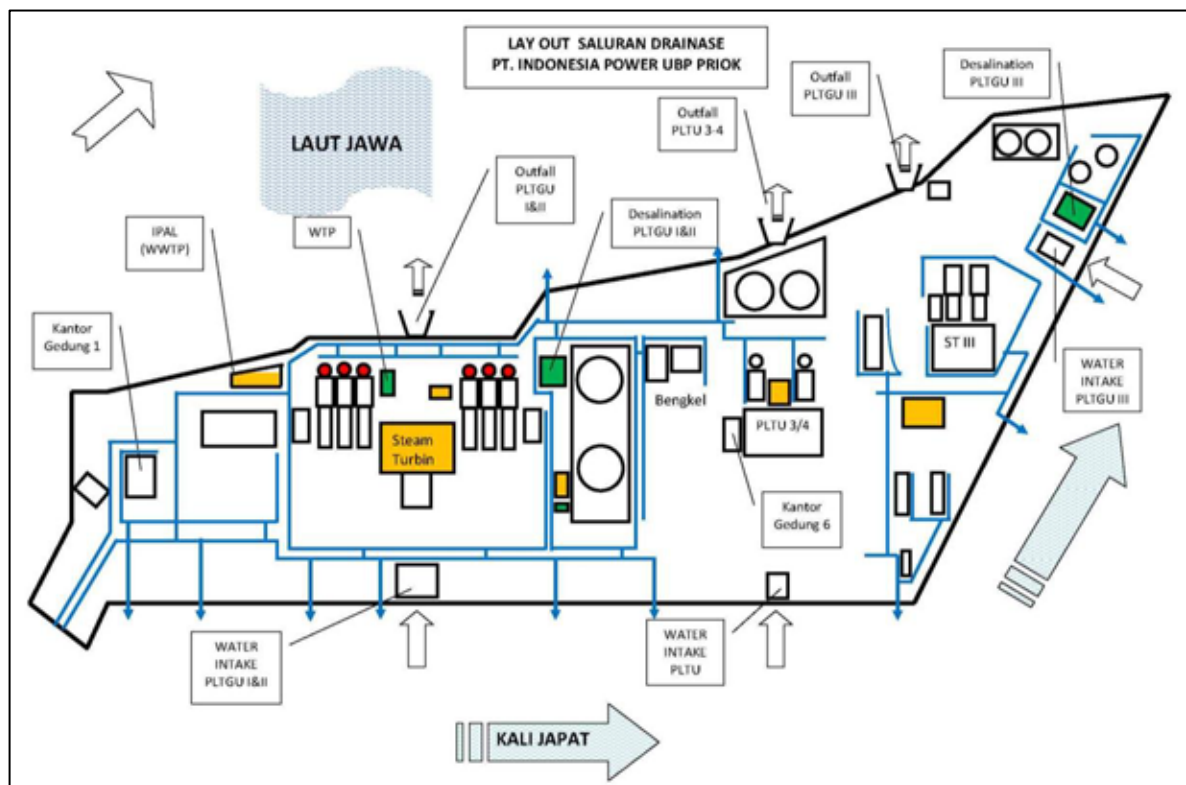 LAY OUT SALURAN DRAINASE
PT. INDONESIA POWER UBP PRIOK
Outfall
PLTGU III
Desalination
PLTGU III
Outfall
PLTU 3-4
LAUT JAWA
Outfall
PLTGU
I&II
Desalination
PLTGU I&II
WTP
IPAL
(WWTP)
Kantor
Gedung 1
ST III
WATER
INTAKE
PLTGU III
Bengkel
PLTU 3/4
Steam
Turbin
Kantor
Gedung 6
WATER
INTAKE
PLTGU I&II
WATER
INTAKE
PLTU
KALI JAPAT